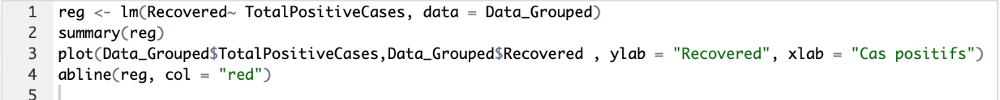 1 reg <- lm(Recovered~ TotalPositiveCases, data = Data_Grouped)
2 summary(reg)
3 plot(Data_Grouped$TotalPositiveCases,Data_Grouped$Recovered , ylab = "Recovered", xlab = "Cas positifs")
4 abline(reg, col = "red")
5